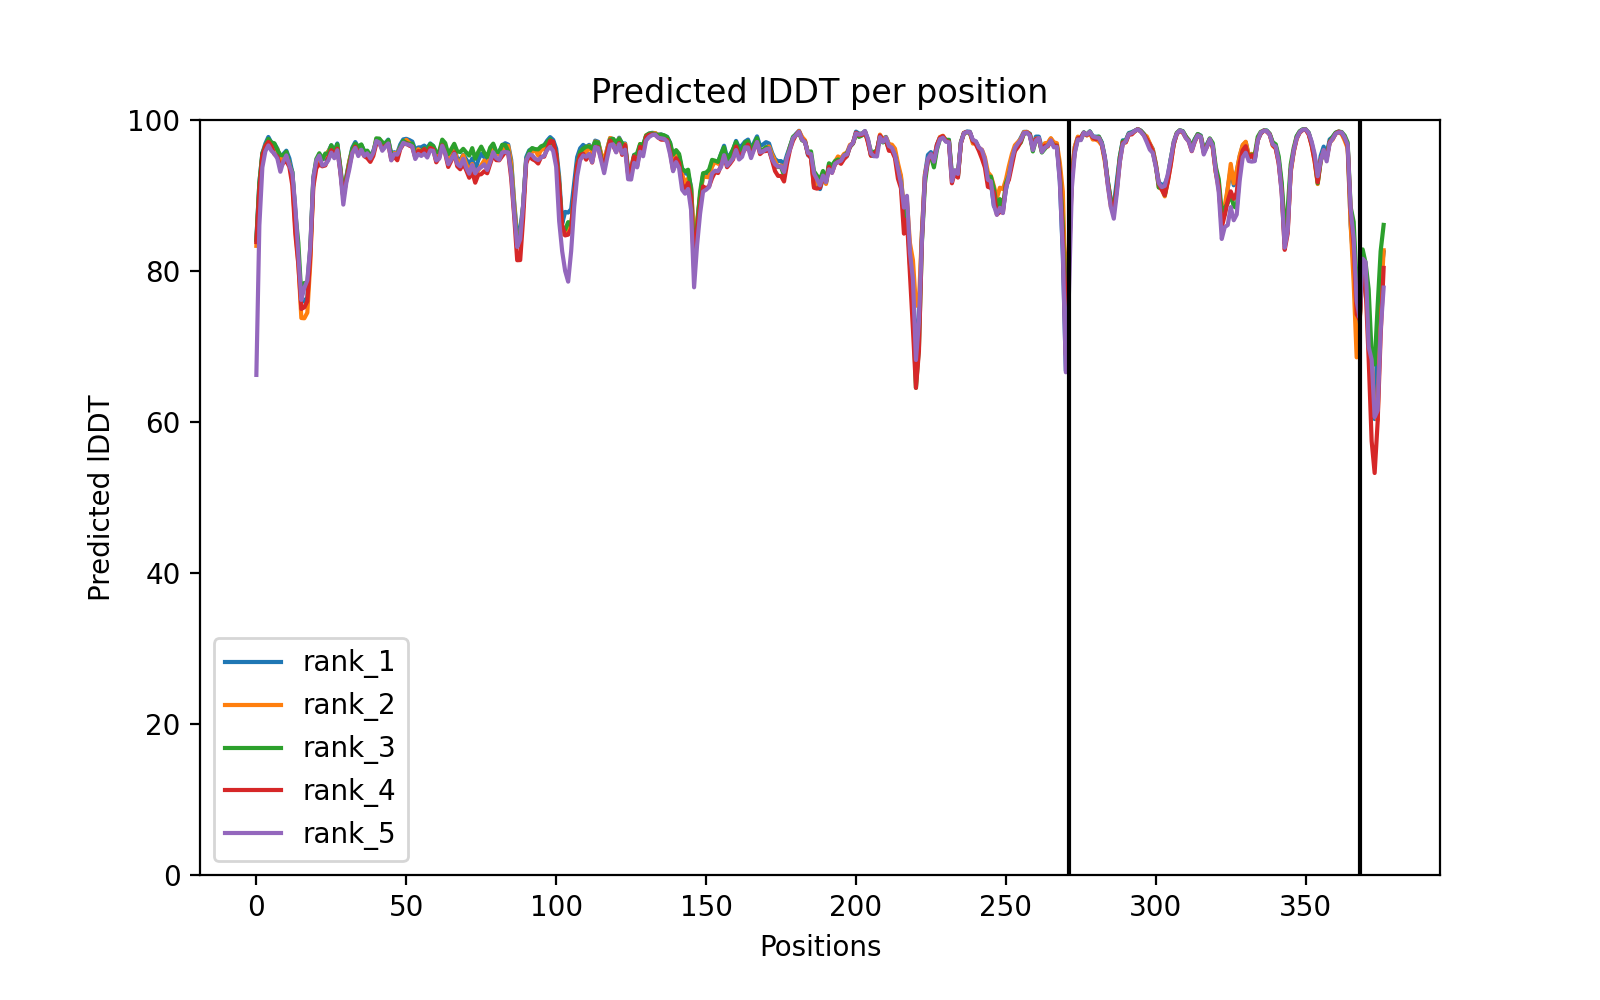 Predicted lDDT per position
100
80
60
40
20
0
Predicted lDDT
rank_1
rank_2
rank_3
rank_4
rank_5
0 50 100 150 200 250 300 350
Positions